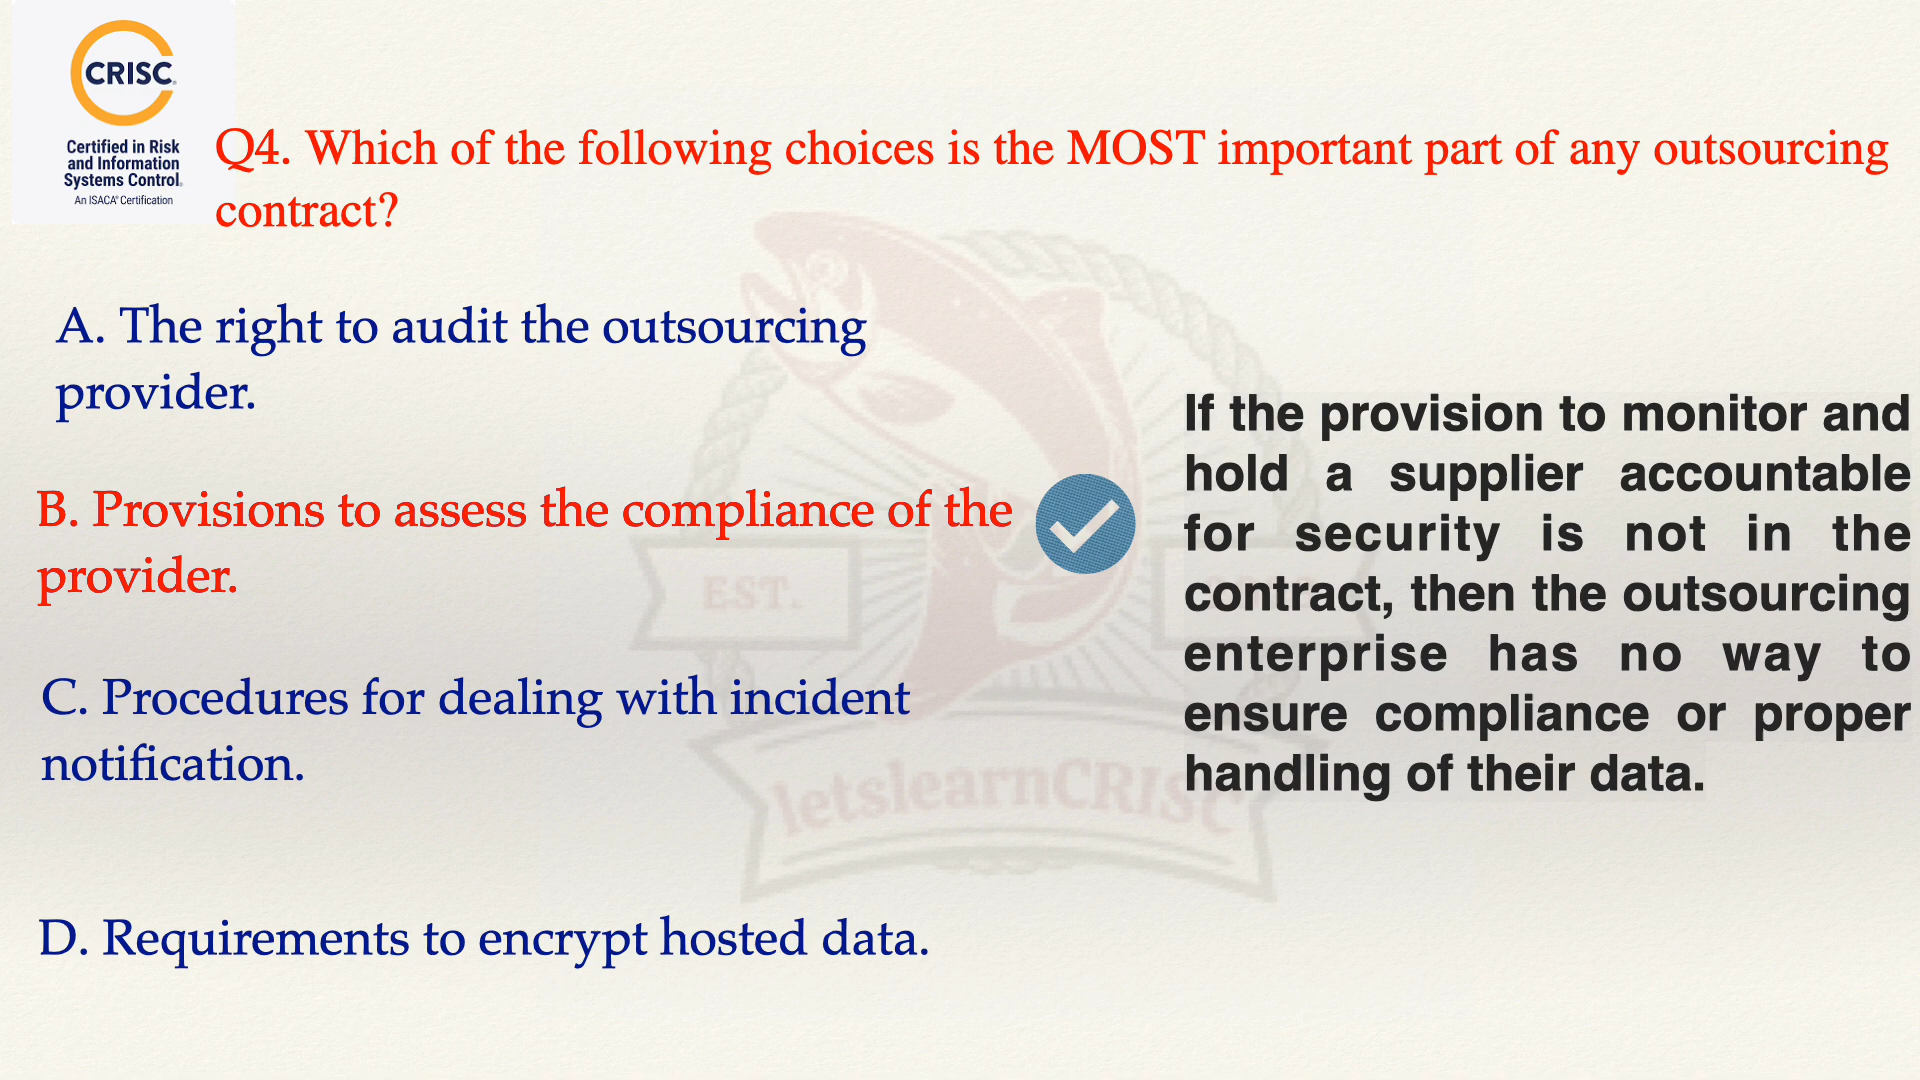 CRISC
Certified in Risk
and Information
Systems Control®
An ISACA® Certification
Q4. Which of the following choices is the MOST important part of any outsourcing
contract?
A. The right to audit the outsourcing
provider.
B. Provisions to assess the compliance of the
provider.
C. Procedures for dealing with incident
notification.
D. Requirements to encrypt hosted data.
If the provision to monitor and
hold a supplier accountable
for security is not in the
contract, then the outsourcing
enterprise has no way to
ensure compliance or proper
handling of their data.
EST.
letslearnCRISC